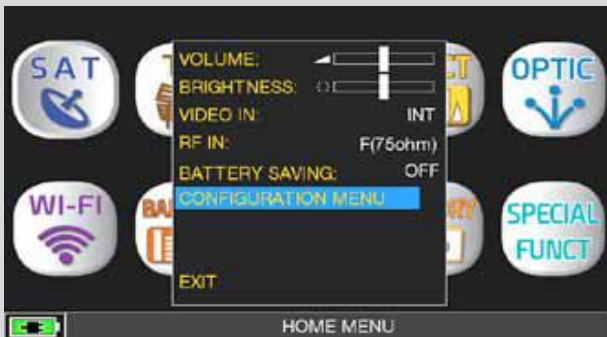 SAT
OPTIC
VOLUME:
BRIGHTNESS:
VIDEO IN: INT
RF IN: F(75ohm)
BATTERY SAVING: OFF
CONFIGURATION MENU
EXIT
WI-FI
SPECIAL
FUNCT
HOME MENU